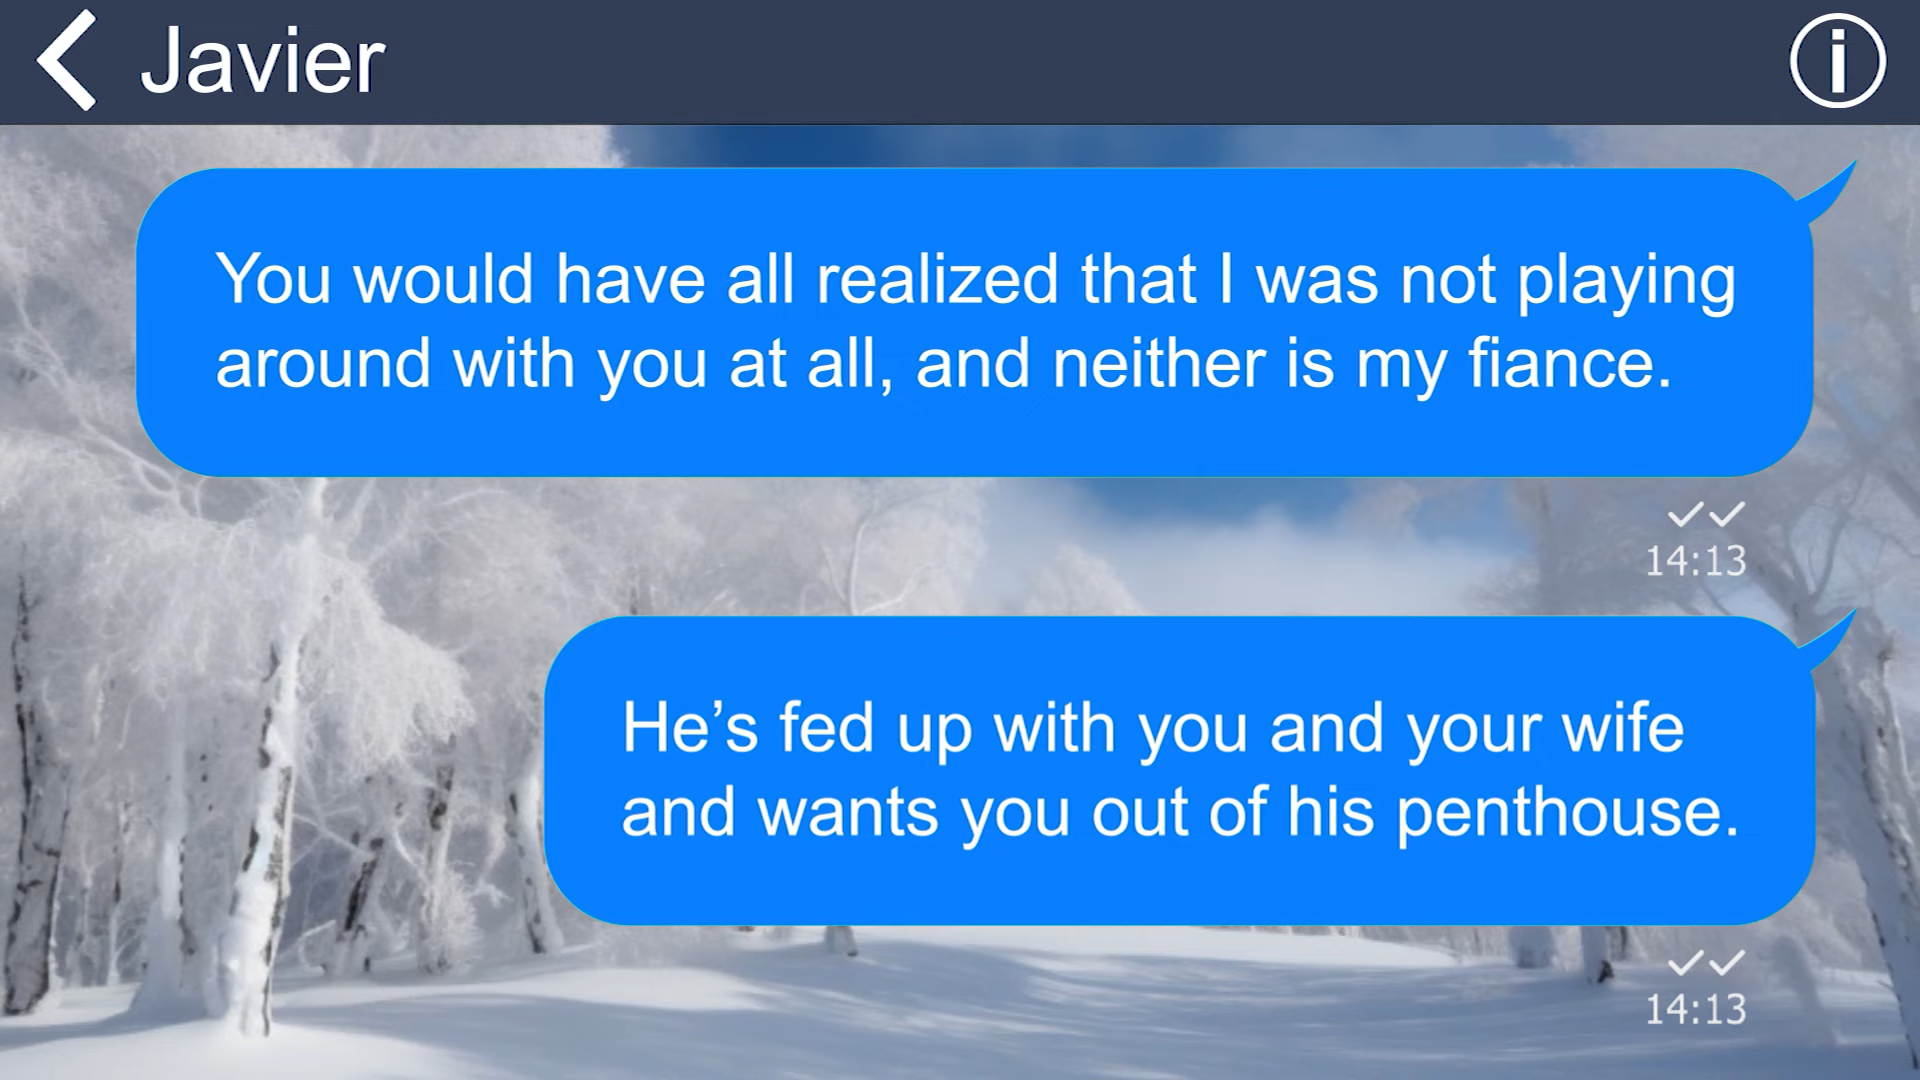 Javier
You would have all realized that I was not playing
around with you at all, and neither is my fiance.
14:13
He’s fed up with you and your wife
and wants you out of his penthouse.
14:13